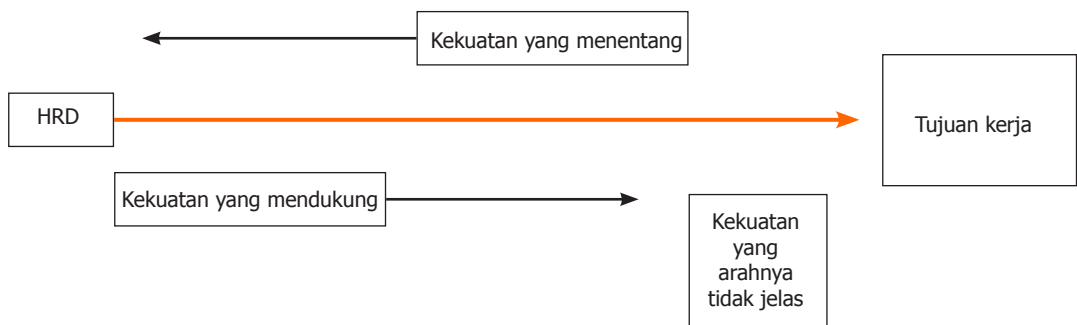 Kekuatan yang menentang
HRD
Tujuan kerja
Kekuatan yang mendukung
Kekuatan
yang
arahnya
tidak jelas